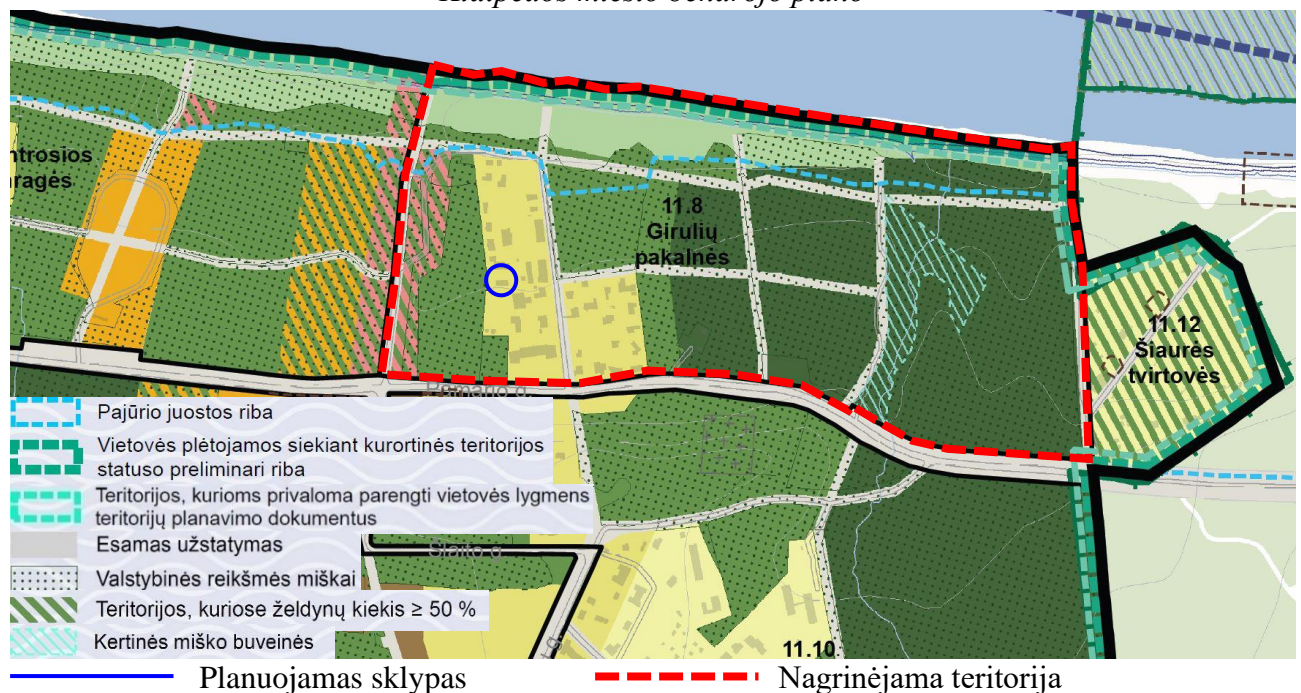 Klaipėdos miesto bendrojo plano
11.8
Girulių
pakalnės
11.12
Šiaurės
tvirtovės
Pajūrio juostos riba
Vietovės plėtojamos siekiant kurortinės teritorijos
statuso preliminari riba
Teritorijos, kurioms privaloma parengti vietovės lygmens
teritorijų planavimo dokumentus
Esamas užstatymas
Šlaito g.
Valstybinės reikšmės miškai
Teritorijos, kuriose želdynų kiekis ≥ 50 %
Kertinės miško buveinės
11.10
Planuojamas sklypas
Nagrinėjama teritorija